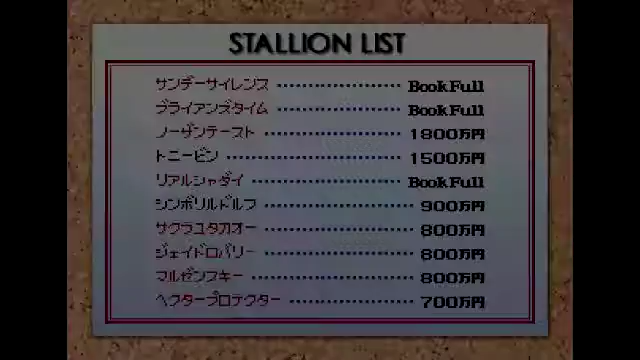 STALLION LIST
サンデーサイレンス ・・・・・・・・・・・・・・・・・・・・ Book Full
ブライアンズタイム ・・・・・・・・・・・・・・・・・・・・ Book Full
ノーザンテースト ・・・・・・・・・・・・・・・・・・・・・・ 1800万円
トニービン ・・・・・・・・・・・・・・・・・・・・・・・・・・・・ 1500万円
リアルシャダイ ・・・・・・・・・・・・・・・・・・・・・・・・ Book Full
シンボリルドルフ ・・・・・・・・・・・・・・・・・・・・・・・・ 900万円
サクラユタカオー ・・・・・・・・・・・・・・・・・・・・・・・・ 800万円
ジェイドロバリー ・・・・・・・・・・・・・・・・・・・・・・・・ 800万円
マルゼンスキー ・・・・・・・・・・・・・・・・・・・・・・・・・・ 800万円
ヘクタープロテクター ・・・・・・・・・・・・・・・・・・・・ 700万円